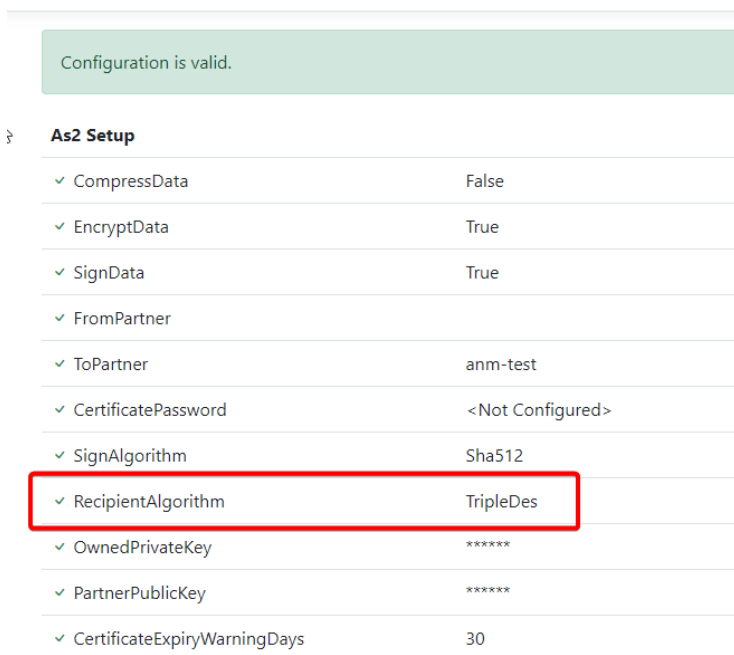 Configuration is valid.
As2 Setup
CompressData False
EncryptData True
SignData True
FromPartner
ToPartner anm-test
CertificatePassword <Not Configured>
SignAlgorithm Sha512
RecipientAlgorithm TripleDes
OwnedPrivateKey ******
PartnerPublicKey ******
CertificateExpiryWarningDays 30